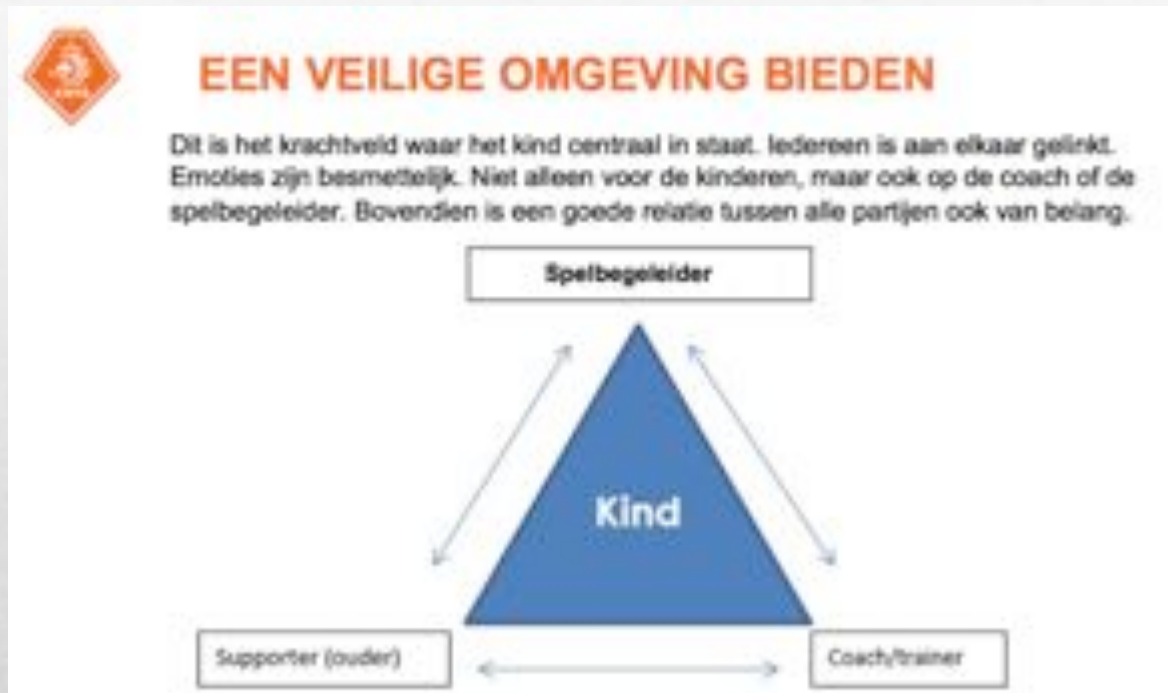 EEN VEILIGE OMGEVING BIEDEN
Dit is het krachtveld waar het kind centraal in staat. Iedereen is aan elkaar gelinkt.
Emoties zijn besmettelijk. Niet alleen voor de kinderen, maar ook op de coach of de
spelbegeleider. Bovendien is een goede relatie tussen alle partijen ook van belang.
Spelbegeleider
Kind
Supporter (ouder)
Coach/trainer